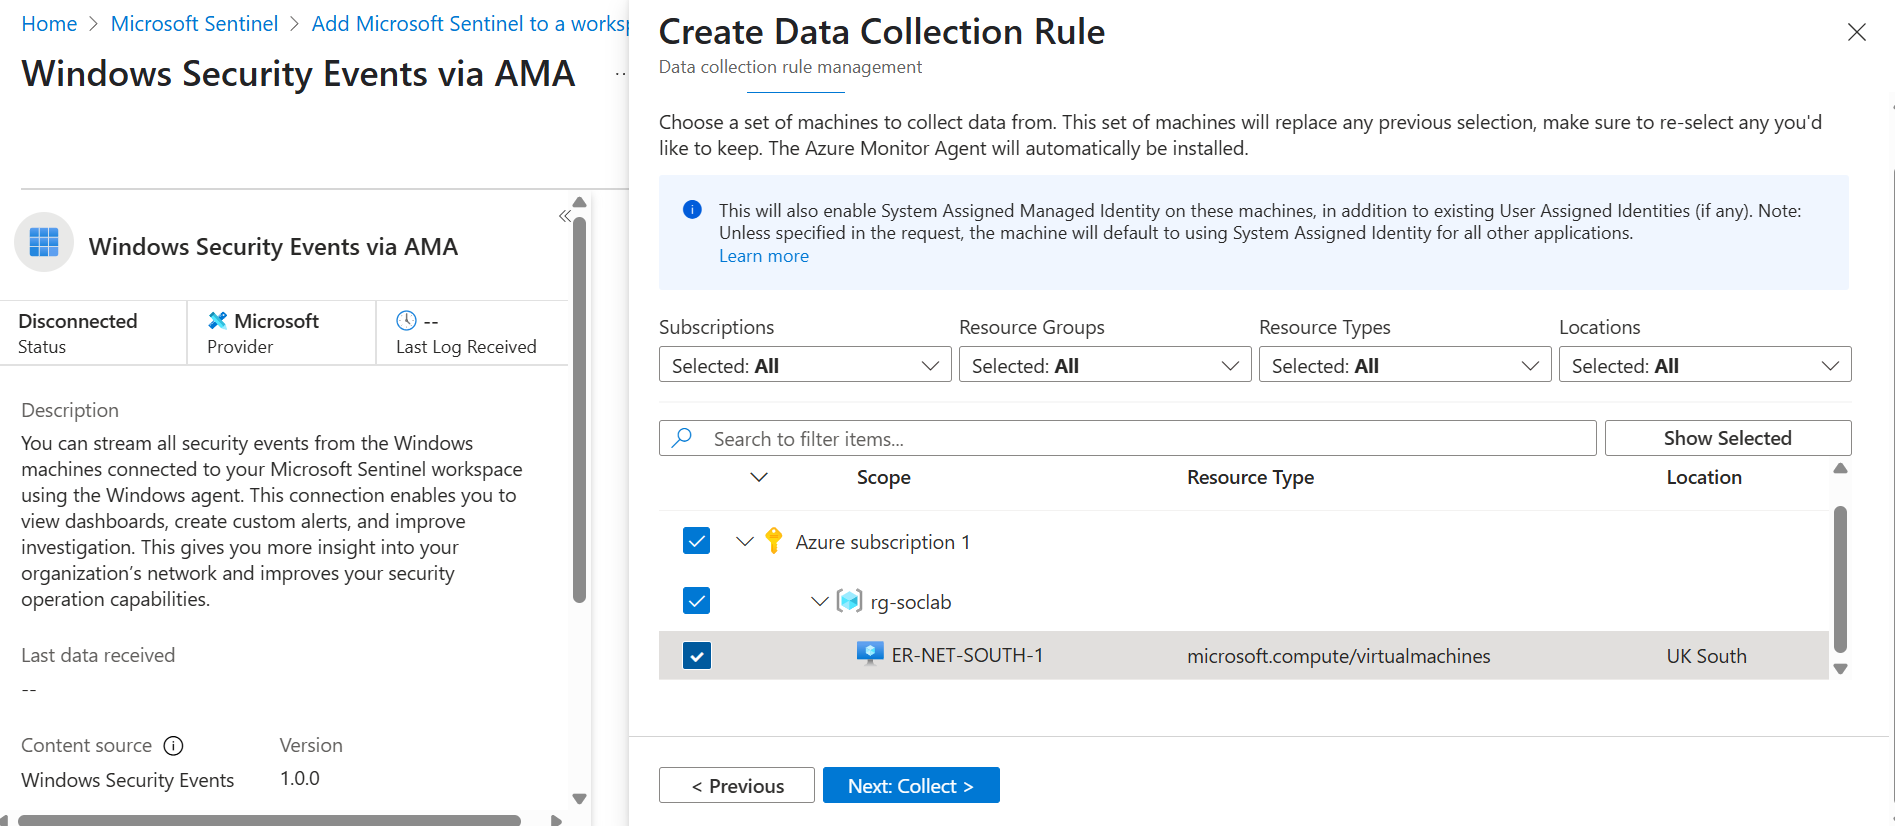 Home > Microsoft Sentinel > Add Microsoft Sentinel to a worksp
Windows Security Events via AMA ..
Windows Security Events via AMA
Disconnected
Status
Microsoft
Provider
--
Last Log Received
Description
You can stream all security events from the Windows
machines connected to your Microsoft Sentinel workspace
using the Windows agent. This connection enables you to
view dashboards, create custom alerts, and improve
investigation. This gives you more insight into your
organization’s network and improves your security
operation capabilities.
Last data received
--
Content source Version
Windows Security Events 1.0.0
Create Data Collection Rule
Data collection rule management
Choose a set of machines to collect data from. This set of machines will replace any previous selection, make sure to re-select any you'd
like to keep. The Azure Monitor Agent will automatically be installed.
This will also enable System Assigned Managed Identity on these machines, in addition to existing User Assigned Identities (if any). Note:
Unless specified in the request, the machine will default to using System Assigned Identity for all other applications.
Learn more
Subscriptions Resource Groups Resource Types Locations
Selected: All Selected: All Selected: All Selected: All
Search to filter items... Show Selected
Scope Resource Type Location
Azure subscription 1
rg-soclab
ER-NET-SOUTH-1 microsoft.compute/virtualmachines UK South
< Previous Next: Collect >